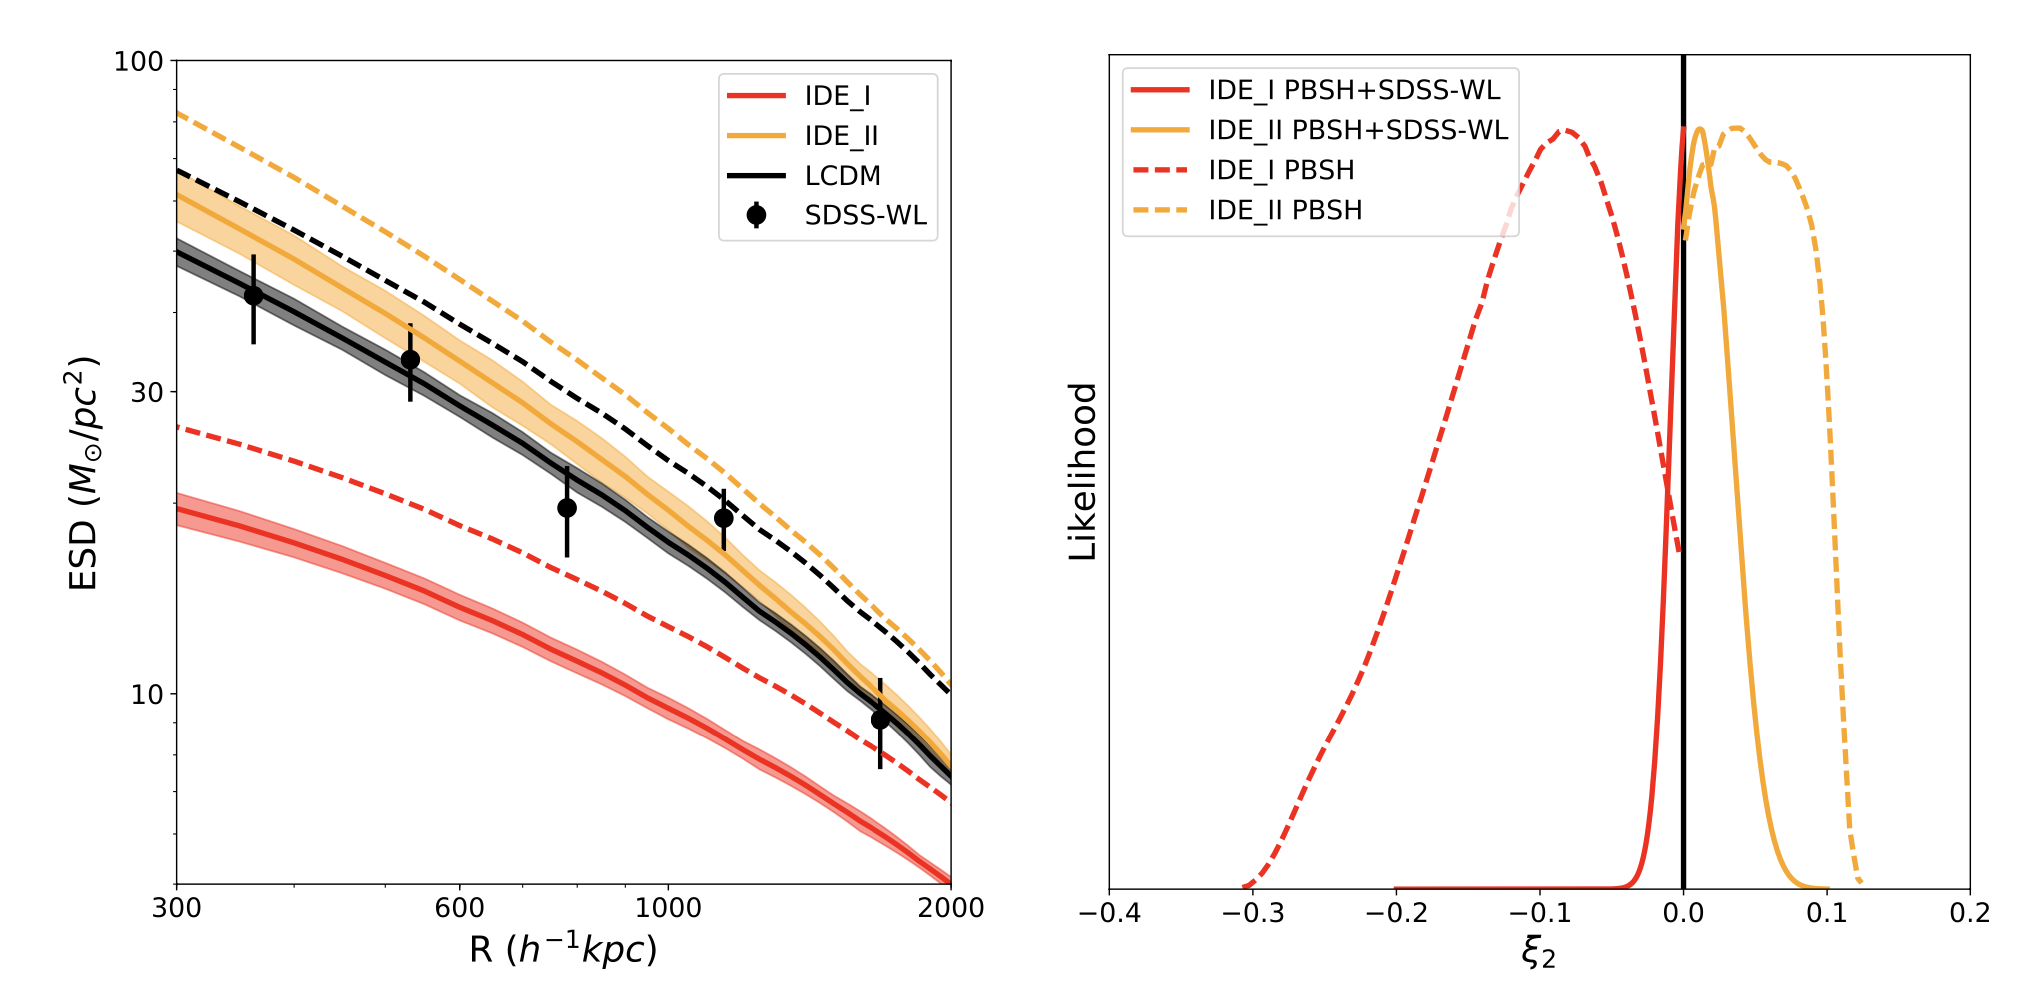 100
30
10
ESD (M⊙/pc²)
300 600 1000 2000
R (h⁻¹kpc)
IDE_I
IDE_II
LCDM
SDSS-WL
IDE_I PBSH+SDSS-WL
IDE_II PBSH+SDSS-WL
IDE_I PBSH
IDE_II PBSH
Likelihood
−0.4 −0.3 −0.2 −0.1 0.0 0.1 0.2
ξ₂